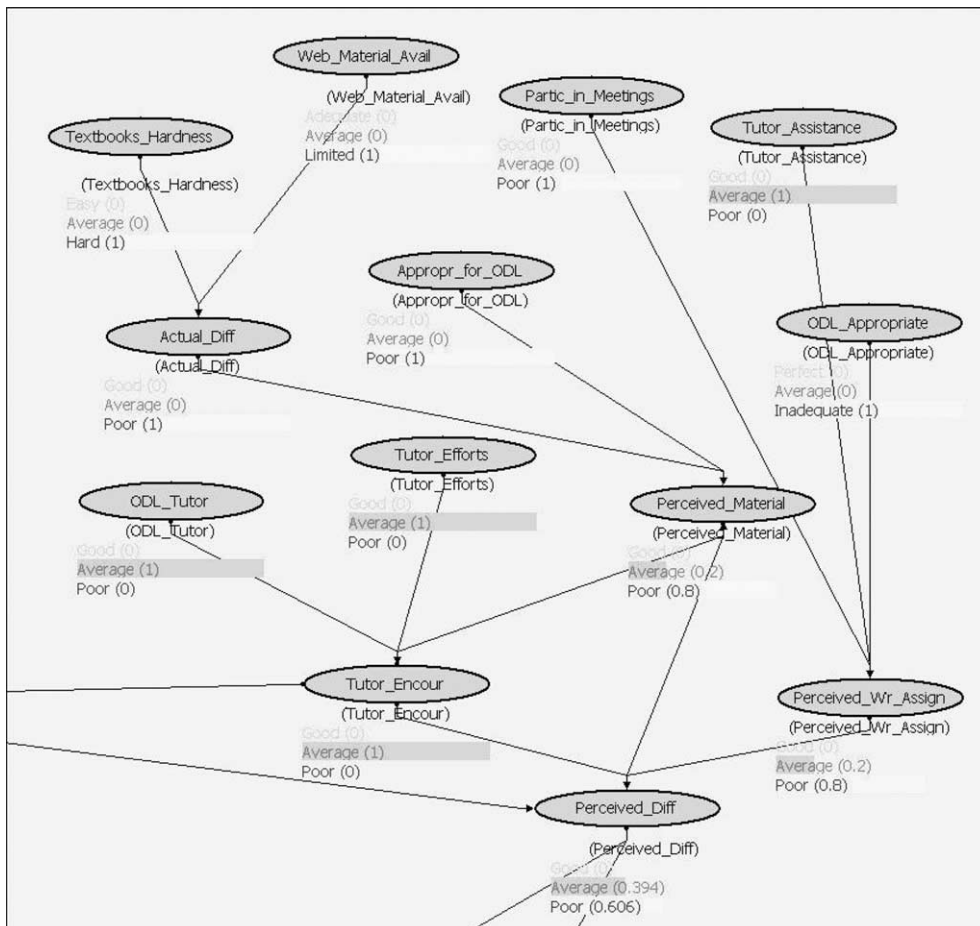 Web_Material_Avail
(Web_Material_Avail)
Adequate (0)
Average (0)
Limited (1)
Partic_in_Meetings
(Partic_in_Meetings)
Good (0)
Average (0)
Poor (1)
Textbooks_Hardness
(Textbooks_Hardness)
Easy (0)
Average (0)
Hard (1)
Tutor_Assistance
(Tutor_Assistance)
Good (0)
Average (1)
Poor (0)
Appropr_for_ODL
(Appropr_for_ODL)
Good (0)
Average (0)
Poor (1)
Actual_Diff
(Actual_Diff)
Good (0)
Average (0)
Poor (1)
ODL_Appropriate
(ODL_Appropriate)
Perfect (0)
Average (0)
Inadequate (1)
Tutor_Efforts
(Tutor_Efforts)
Good (0)
Average (1)
Poor (0)
ODL_Tutor
(ODL_Tutor)
Good (0)
Average (1)
Poor (0)
Perceived_Material
(Perceived_Material)
Good (0)
Average (0.2)
Poor (0.8)
Tutor_Encour
(Tutor_Encour)
Good (0)
Average (1)
Poor (0)
Perceived_Wr_Assign
(Perceived_Wr_Assign)
Good (0)
Average (0.2)
Poor (0.8)
Perceived_Diff
(Perceived_Diff)
Good (0)
Average (0.394)
Poor (0.606)